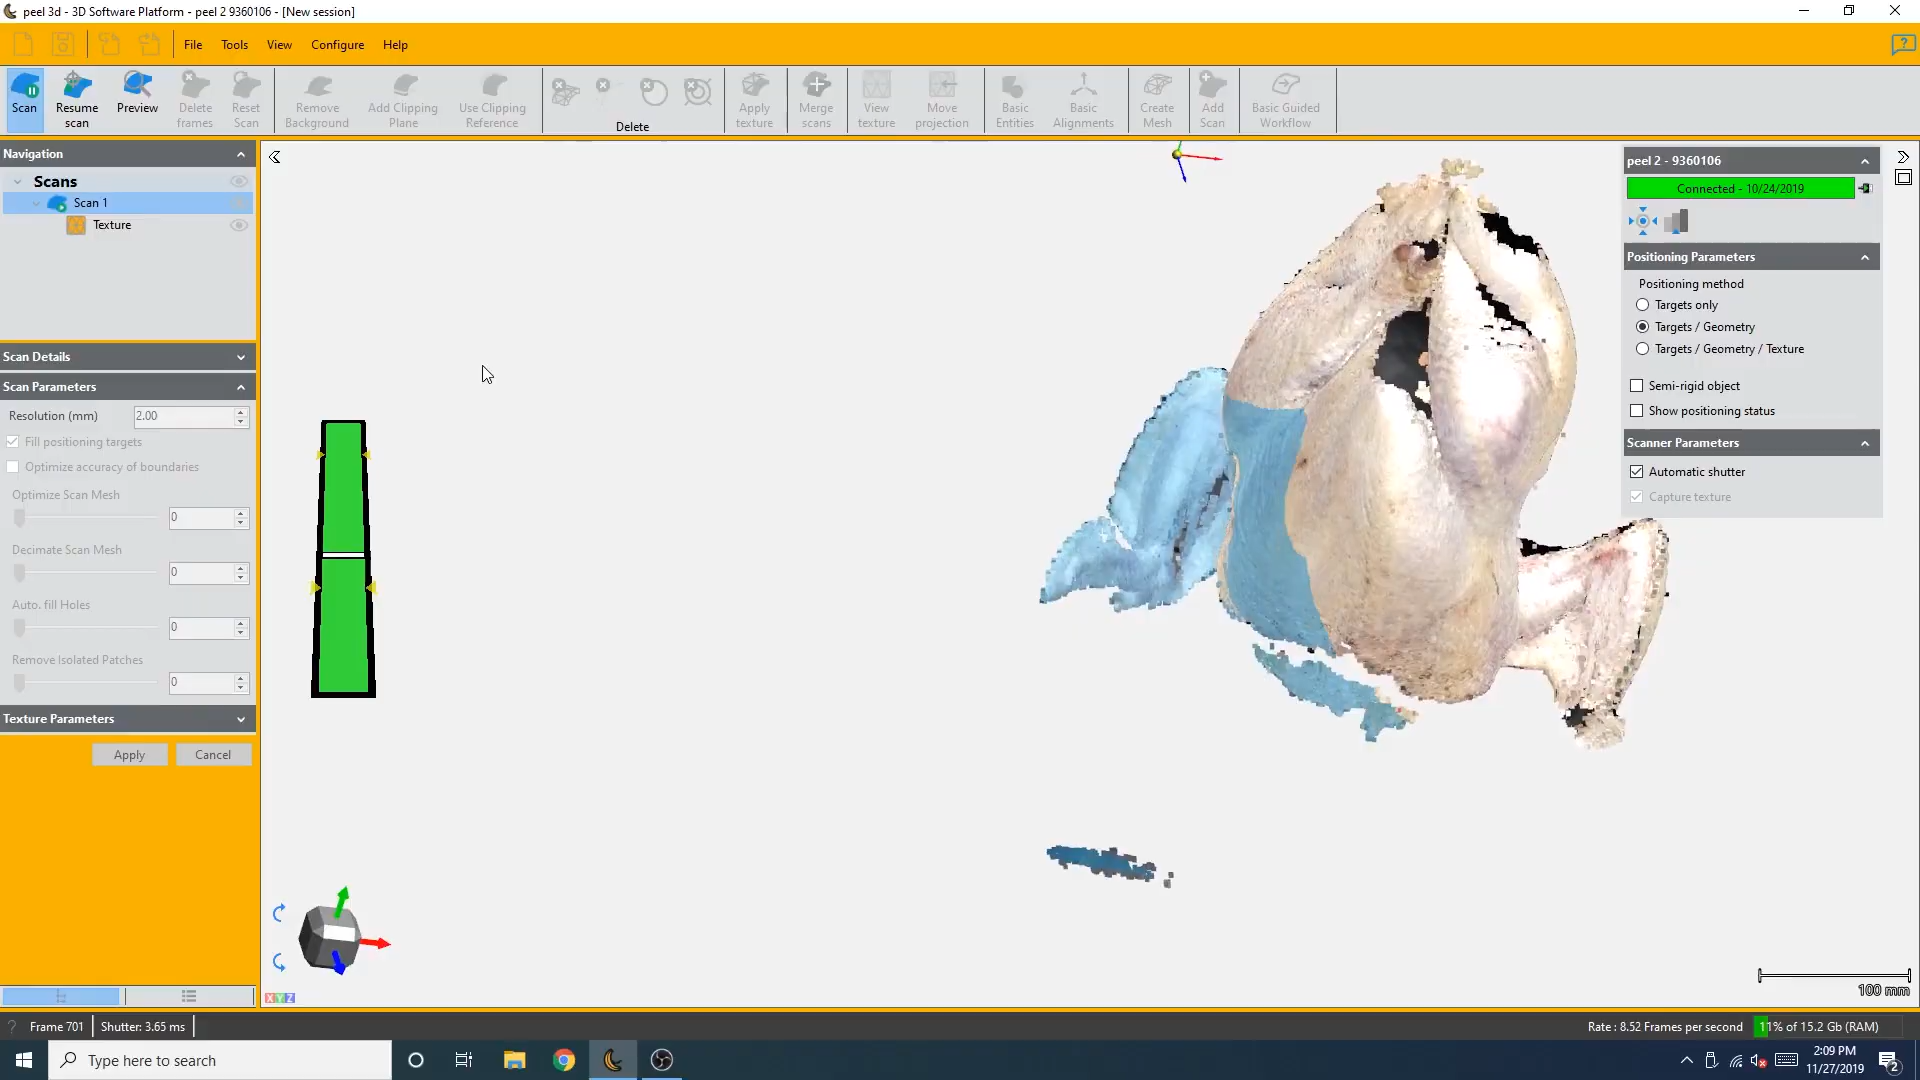 peel 3d - 3D Software Platform - peel 2 9360106 - [New session]
File Tools View Configure Help
Scan
Resume scan
Preview
Delete frames
Reset Scan
Remove Background
Add Clipping Plane
Use Clipping Reference
Delete
Apply texture
Merge scans
View texture
Move projection
Basic Entities
Basic Alignments
Create Mesh
Add Scan
Basic Guided Workflow
Navigation
Scans
Scan 1
Texture
Scan Details
Scan Parameters
Resolution (mm) 2.00
Fill positioning targets
Optimize accuracy of boundaries
Optimize Scan Mesh
0
Decimate Scan Mesh
0
Auto. fill Holes
0
Remove Isolated Patches
0
Texture Parameters
Apply Cancel
XYZ
peel 2 - 9360106
Connected - 10/24/2019
Positioning Parameters
Positioning method
Targets only
Targets / Geometry
Targets / Geometry / Texture
Semi-rigid object
Show positioning status
Scanner Parameters
Automatic shutter
Capture texture
100 mm
? Frame 701 Shutter: 3.65 ms
Rate : 8.52 Frames per second 11% of 15.2 Gb (RAM)
Type here to search
2:09 PM
11/27/2019
2